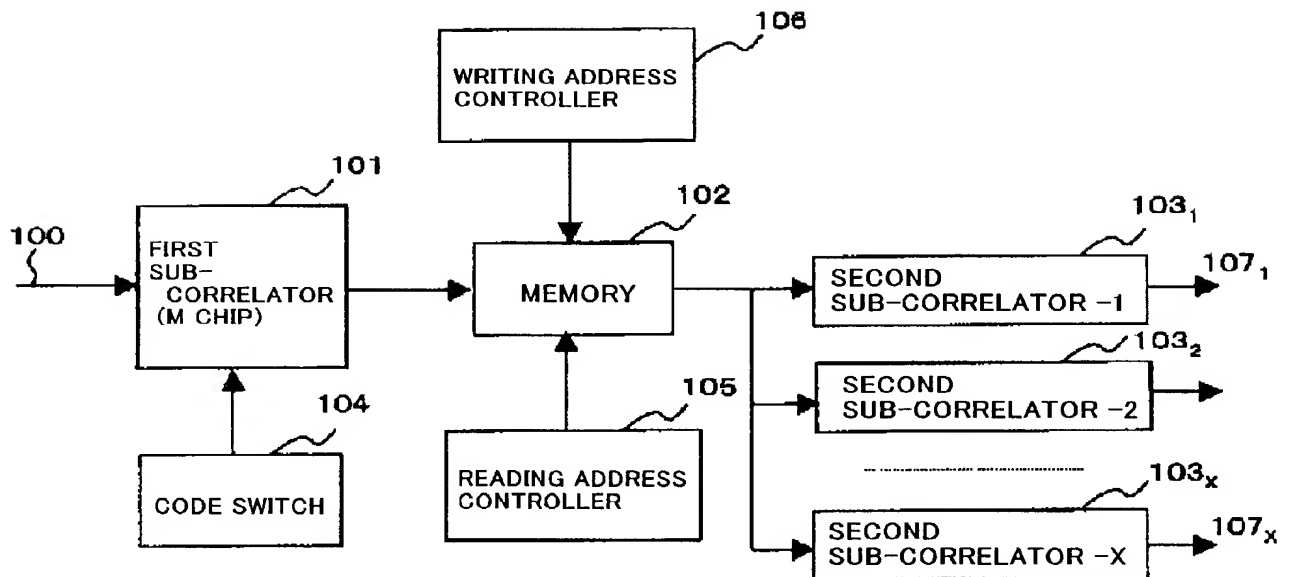 106
WRITING ADDRESS
CONTROLLER
101
102
103₁
100
FIRST
SUB-
CORRELATOR
(M CHIP)
MEMORY
SECOND
SUB-CORRELATOR -1
107₁
103₂
SECOND
SUB-CORRELATOR -2
104
105
CODE SWITCH
READING ADDRESS
CONTROLLER
103ₓ
SECOND
SUB-CORRELATOR -X
107ₓ